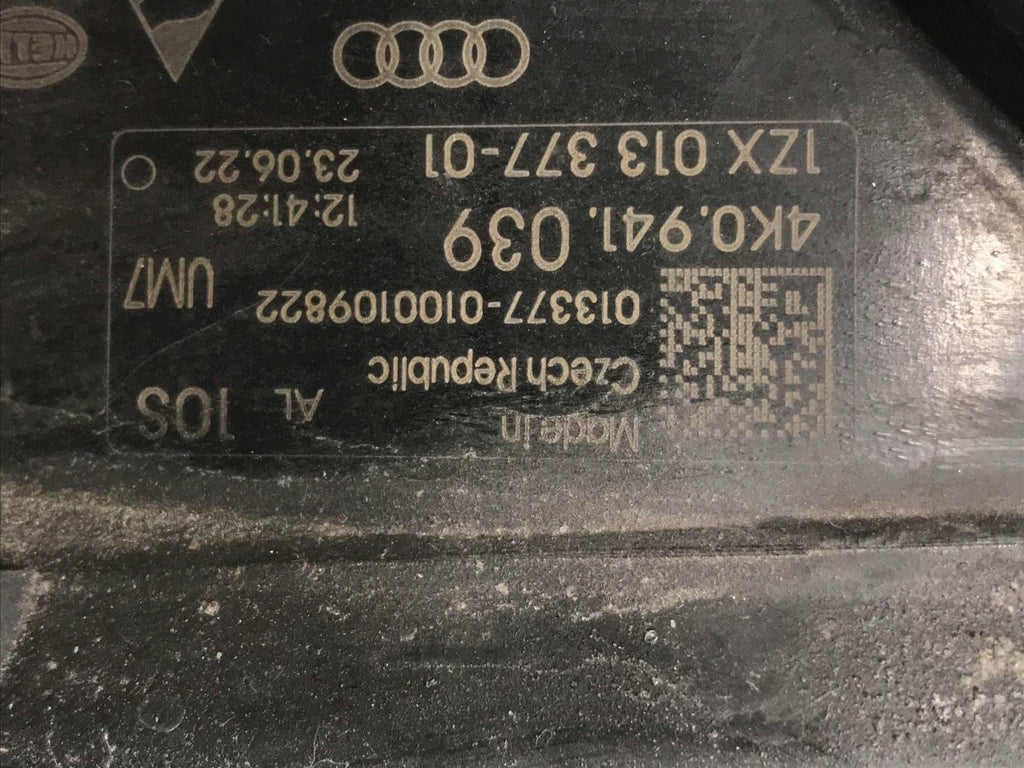 Made in AL 10S
Czech Republic
013377-0100109822 UM7
4K0.941.039 12:41:28
1ZX 013 377-01 23.06.22
HELLA